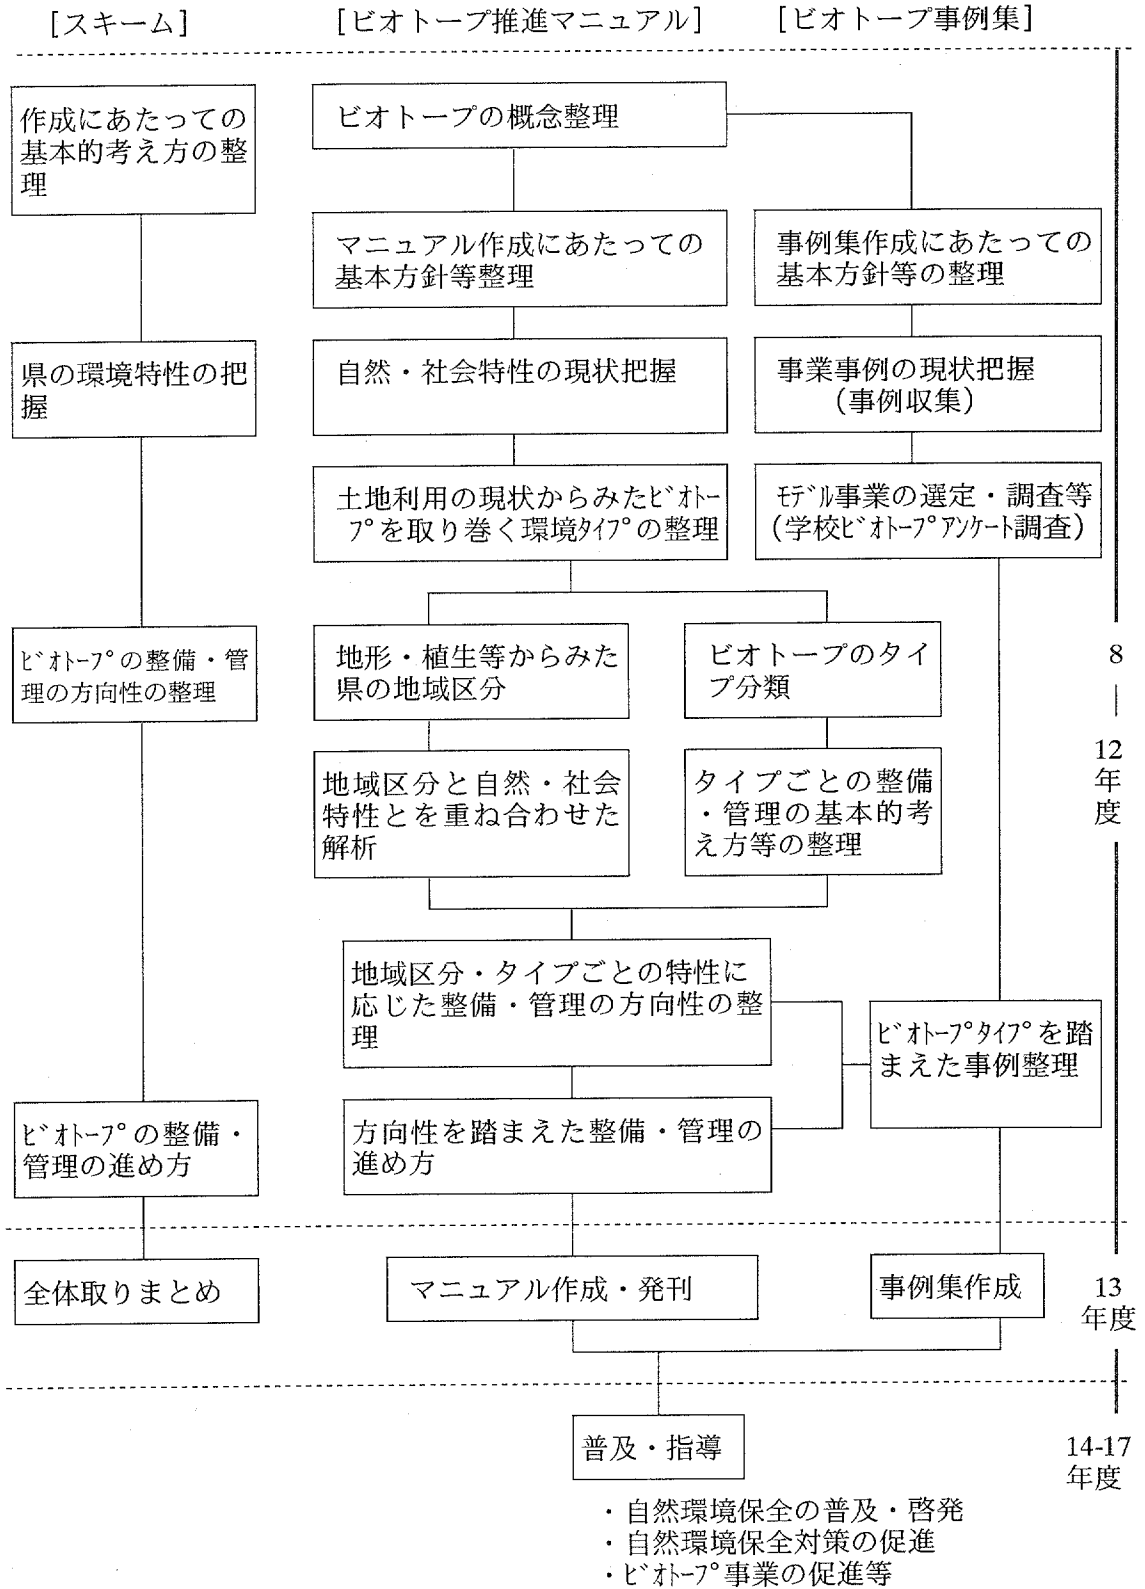 [スキーム]
[ビオトープ推進マニュアル]
[ビオトープ事例集]
作成にあたっての
基本的考え方の整
理
ビオトープの概念整理
マニュアル作成にあたっての
基本方針等整理
事例集作成にあたっての
基本方針等の整理
県の環境特性の把
握
自然・社会特性の現状把握
事業事例の現状把握
(事例収集)
土地利用の現状からみたﾋﾞｵﾄｰ
ﾌﾟを取り巻く環境ﾀｲﾌﾟの整理
ﾓﾃﾞﾙ事業の選定・調査等
(学校ﾋﾞｵﾄｰﾌﾟｱﾝｹｰﾄ調査)
ﾋﾞｵﾄｰﾌﾟの整備・管
理の方向性の整理
地形・植生等からみた
県の地域区分
ビオトープのタイ
プ分類
8
|
12
年
度
地域区分と自然・社会
特性とを重ね合わせた
解析
タイプごとの整備
・管理の基本的考
え方等の整理
地域区分・タイプごとの特性に
応じた整備・管理の方向性の整
理
ﾋﾞｵﾄｰﾌﾟﾀｲﾌﾟを踏
まえた事例整理
ﾋﾞｵﾄｰﾌﾟの整備・
管理の進め方
方向性を踏まえた整備・管理の
進め方
全体取りまとめ
マニュアル作成・発刊
事例集作成
13
年度
普及・指導
14-17
年度
・自然環境保全の普及・啓発
・自然環境保全対策の促進
・ﾋﾞｵﾄｰﾌﾟ事業の促進等